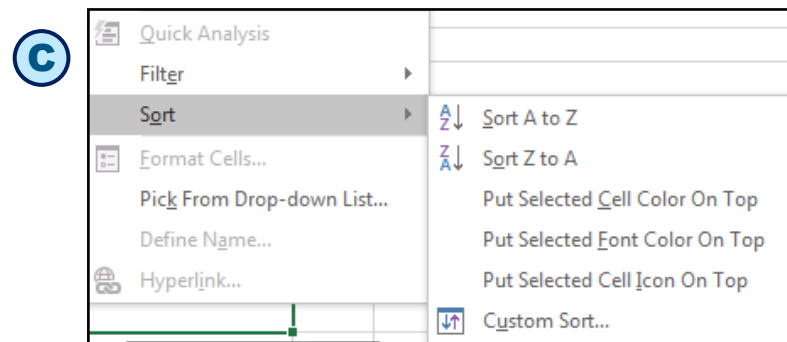 C
Quick Analysis
Filter
Sort
Format Cells...
Pick From Drop-down List...
Define Name...
Hyperlink...
Sort A to Z
Sort Z to A
Put Selected Cell Color On Top
Put Selected Font Color On Top
Put Selected Cell Icon On Top
Custom Sort...